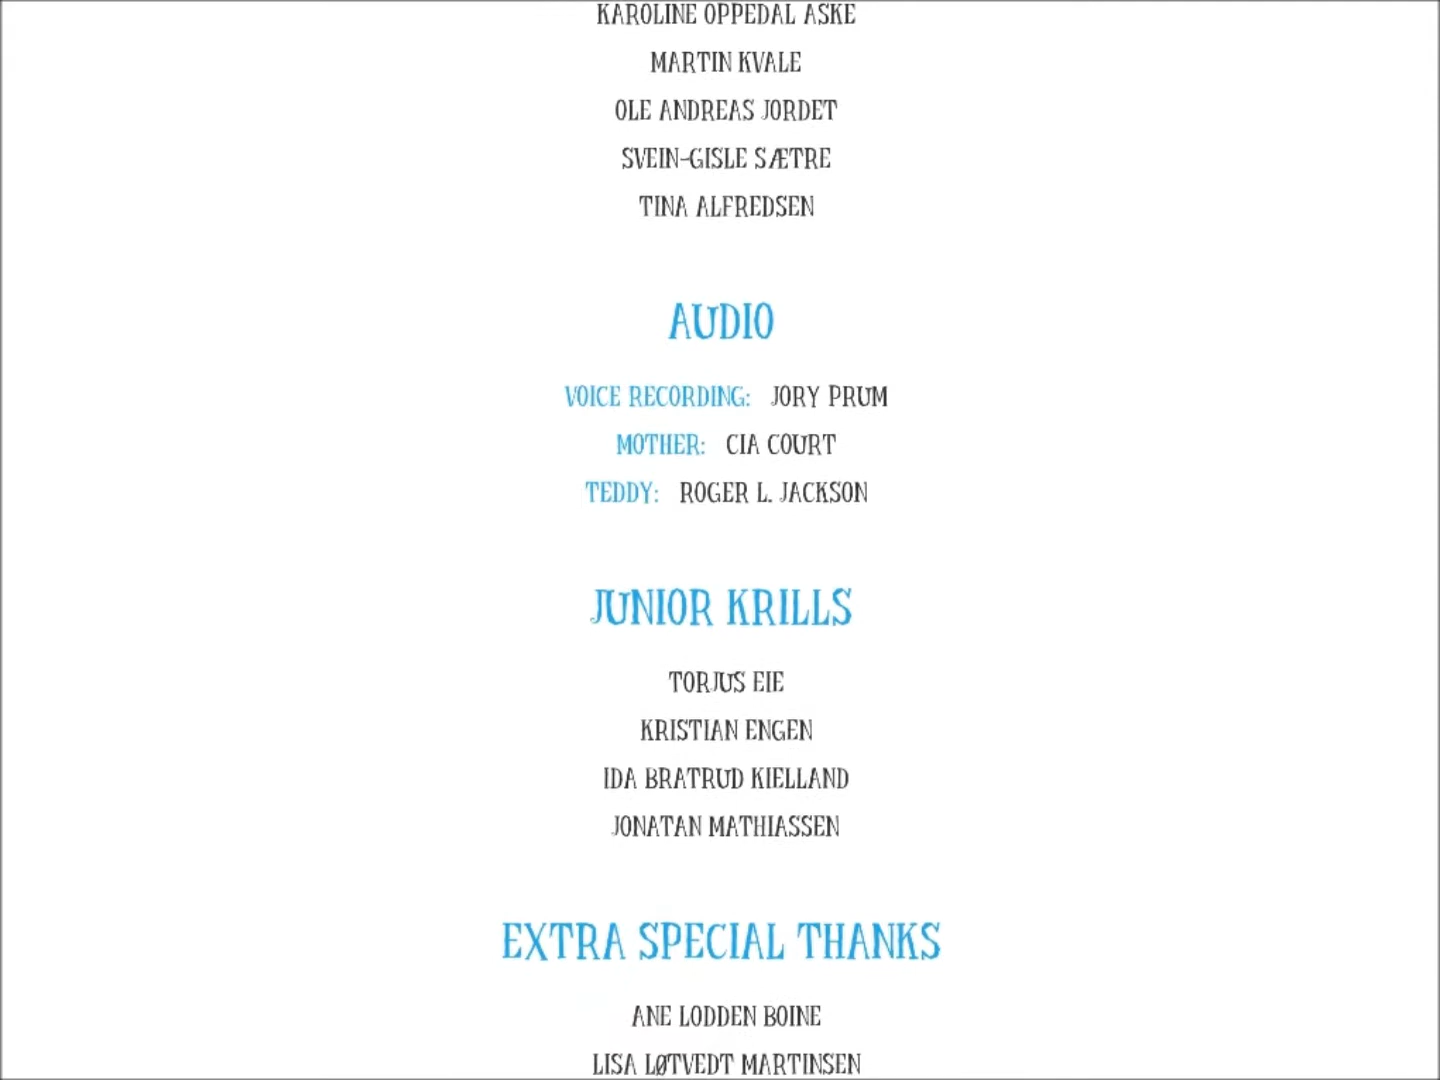 KAROLINE OPPEDAL ASKE
MARTIN KVALE
OLE ANDREAS JORDET
SVEIN-GISLE SÆTRE
TINA ALFREDSEN
AUDIO
VOICE RECORDING: JORY PRUM
MOTHER: CIA COURT
TEDDY: ROGER L. JACKSON
JUNIOR KRILLS
TORJUS EIE
KRISTIAN ENGEN
IDA BRATRUD KIELLAND
JONATAN MATHIASSEN
EXTRA SPECIAL THANKS
ANE LODDEN BOINE
LISA LØTVEDT MARTINSEN